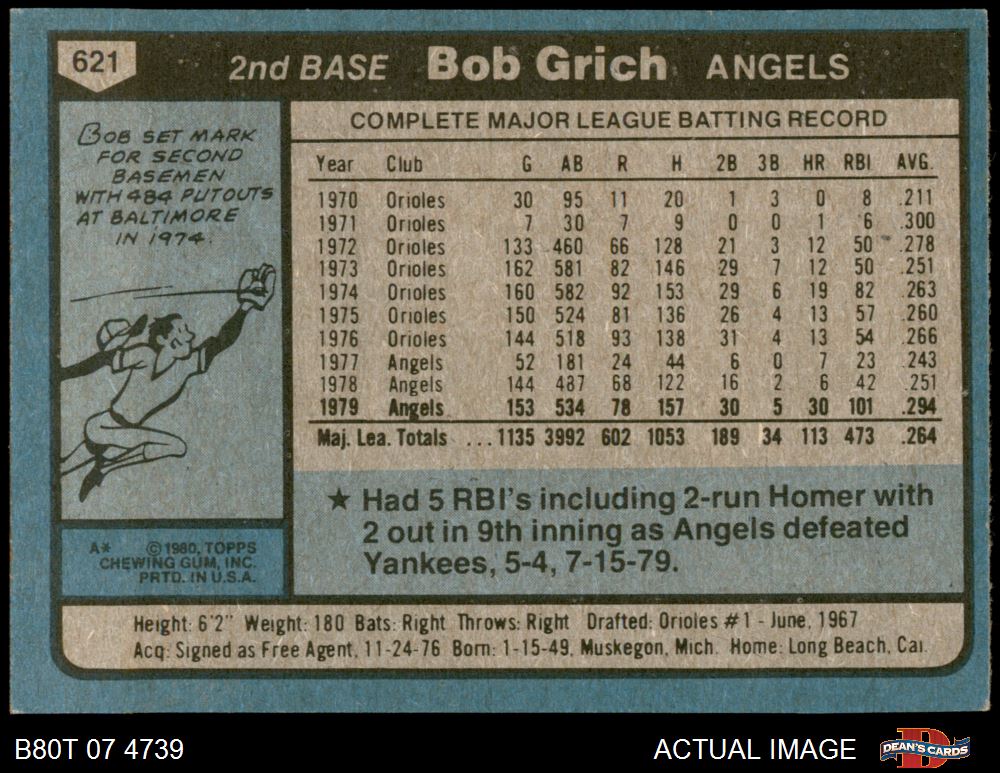 621
2nd BASE Bob Grich ANGELS
BOB SET MARK
FOR SECOND
BASEMEN
WITH 484 PUTOUTS
AT BALTIMORE
IN 1974.
COMPLETE MAJOR LEAGUE BATTING RECORD
Year Club G AB R H 2B 3B HR RBI AVG.
1970 Orioles 30 95 11 20 1 3 0 8 .211
1971 Orioles 7 30 7 9 0 0 1 6 .300
1972 Orioles 133 460 66 128 21 3 12 50 .278
1973 Orioles 162 581 82 146 29 7 12 50 .251
1974 Orioles 160 582 92 153 29 6 19 82 .263
1975 Orioles 150 524 81 136 26 4 13 57 .260
1976 Orioles 144 518 93 138 31 4 13 54 .266
1977 Angels 52 181 24 44 6 0 7 23 .243
1978 Angels 144 487 68 122 16 2 6 42 .251
1979 Angels 153 534 78 157 30 5 30 101 .294
Maj. Lea. Totals ... 1135 3992 602 1053 189 34 113 473 .264
★ Had 5 RBI's including 2-run Homer with
2 out in 9th inning as Angels defeated
Yankees, 5-4, 7-15-79.
A* ©1980, TOPPS
CHEWING GUM, INC.
PRTD. IN U.S.A.
Height: 6'2" Weight: 180 Bats: Right Throws: Right Drafted: Orioles #1 - June, 1967
Acq: Signed as Free Agent, 11-24-76 Born: 1-15-49, Muskegon, Mich. Home: Long Beach, Cal.
B80T 07 4739
ACTUAL IMAGE
DEAN'S CARDS